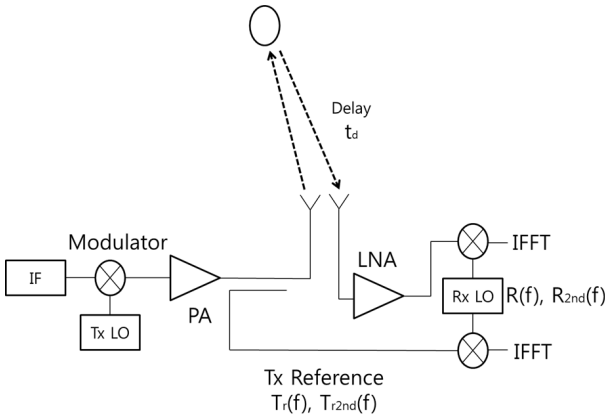 Delay
td
Modulator
IF
Tx LO
PA
LNA
IFFT
Rx LO
R(f), R2nd(f)
IFFT
Tx Reference
Tr(f), Tr2nd(f)